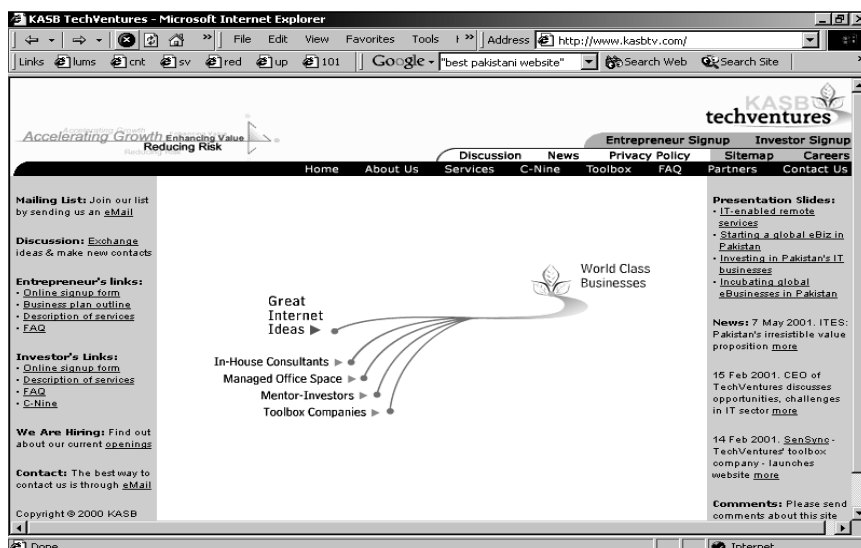 KASB TechVentures - Microsoft Internet Explorer
File Edit View Favorites Tools Address http://www.kasbtv.com/
Links lums cnt sv red up 101 Google "best pakistani website" Search Web Search Site
KASB
techventures
Accelerating Growth Enhancing Value
Reducing Risk
Entrepreneur Signup Investor Signup
Discussion News Privacy Policy Sitemap Careers
Home About Us Services C-Nine Toolbox FAQ Partners Contact Us
Mailing List: Join our list
by sending us an eMail
Discussion: Exchange
ideas & make new contacts
Entrepreneur's links:
• Online signup form
• Business plan outline
• Description of services
• FAQ
Investor's Links:
• Online signup form
• Description of services
• FAQ
• C-Nine
We Are Hiring: Find out
about our current openings
Contact: The best way to
contact us is through eMail
Copyright © 2000 KASB
Great
Internet
Ideas
In-House Consultants
Managed Office Space
Mentor-Investors
Toolbox Companies
World Class
Businesses
Presentation Slides:
• IT-enabled remote
services
• Starting a global eBiz in
Pakistan
• Investing in Pakistan's IT
businesses
• Incubating global
eBusinesses in Pakistan
News: 7 May 2001. ITES:
Pakistan's irresistible value
proposition more
15 Feb 2001. CEO of
TechVentures discusses
opportunities, challenges
in IT sector more
14 Feb 2001. SenSync -
TechVentures' toolbox
company - launches
website more
Comments: Please send
comments about this site
Done Internet